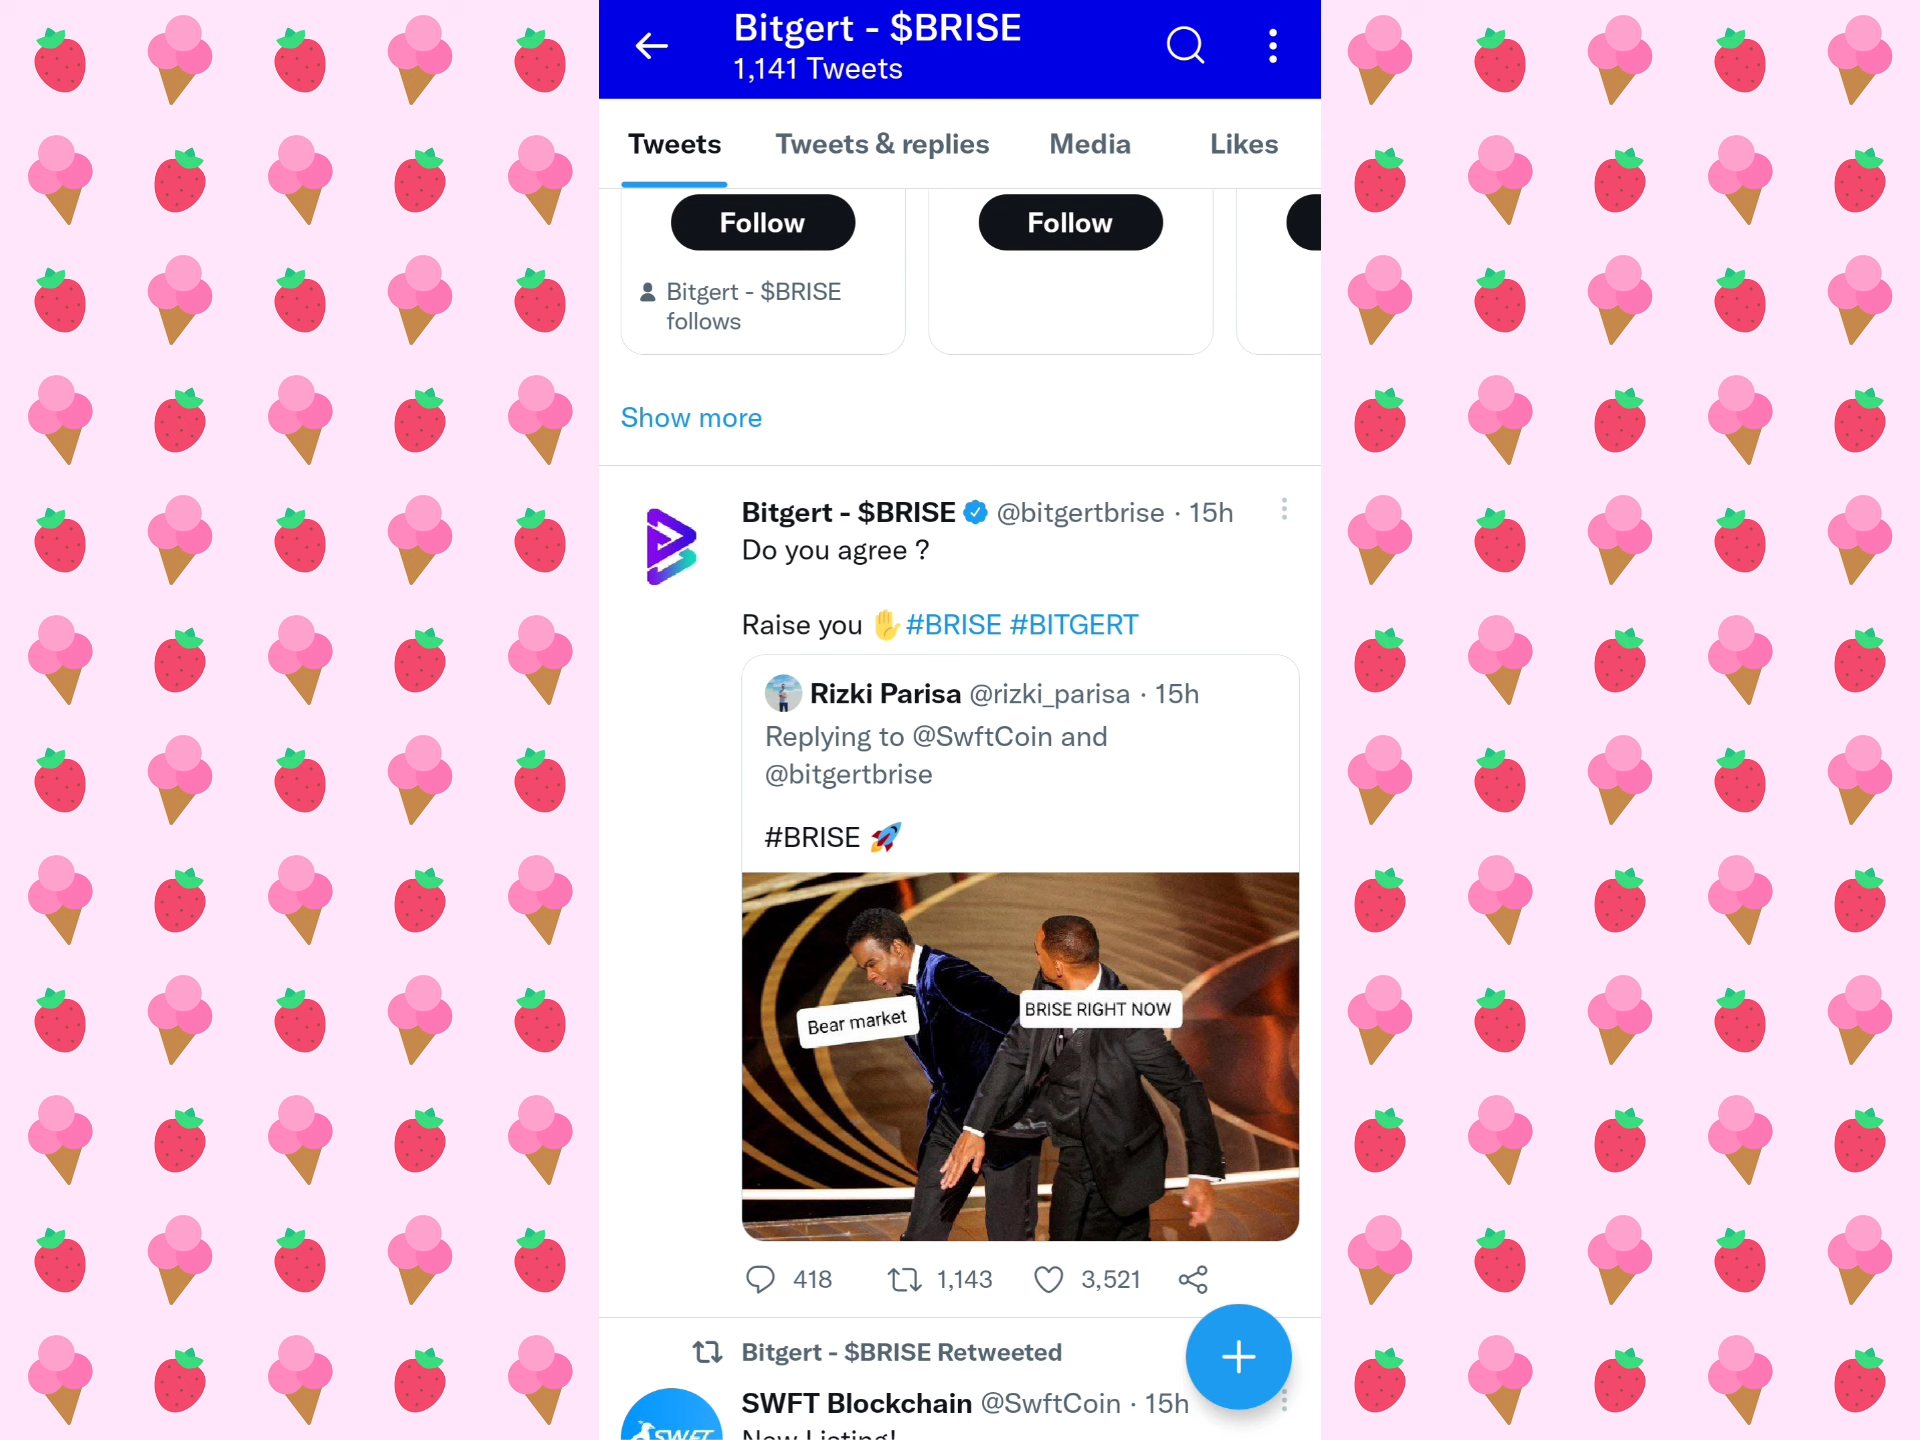 Bitgert - $BRISE
1,141 Tweets
Tweets Tweets & replies Media Likes
Follow Follow
Bitgert - $BRISE
follows
Show more
Bitgert - $BRISE @bitgertbrise · 15h
Do you agree ?
Raise you ✋#BRISE #BITGERT
Rizki Parisa @rizki_parisa · 15h
Replying to @SwftCoin and
@bitgertbrise
#BRISE 🚀
Bear market
BRISE RIGHT NOW
418 1,143 3,521
Bitgert - $BRISE Retweeted
SWFT Blockchain @SwftCoin · 15h
SWFT
New Listing!